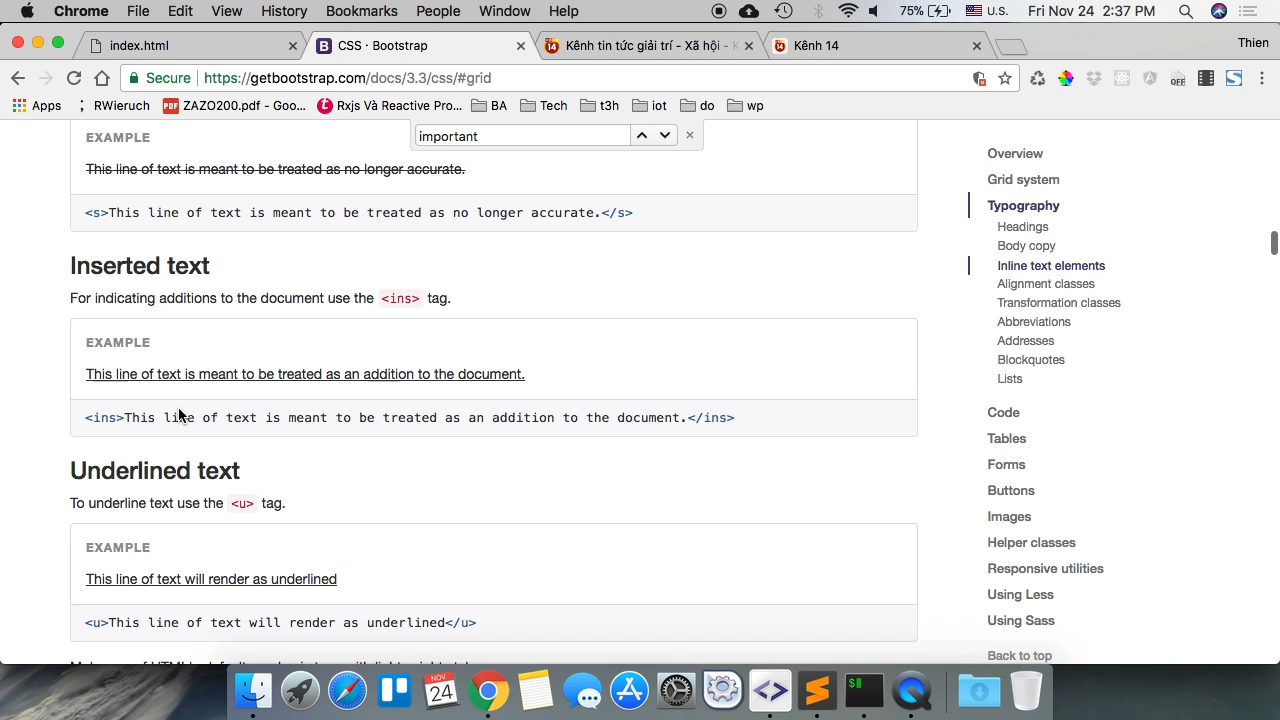 Chrome File Edit View History Bookmarks People Window Help 75% U.S. Fri Nov 24 2:37 PM
index.html CSS · Bootstrap Kênh tin tức giải trí - Xã hội - K Kênh 14 Thien
Secure https://getbootstrap.com/docs/3.3/css/#grid
Apps RWieruch ZAZO200.pdf - Goo... Rxjs Và Reactive Pro... BA Tech t3h iot do wp
important
EXAMPLE
This line of text is meant to be treated as no longer accurate.
<s>This line of text is meant to be treated as no longer accurate.</s>
Inserted text
For indicating additions to the document use the <ins> tag.
EXAMPLE
This line of text is meant to be treated as an addition to the document.
<ins>This line of text is meant to be treated as an addition to the document.</ins>
Underlined text
To underline text use the <u> tag.
EXAMPLE
This line of text will render as underlined
<u>This line of text will render as underlined</u>
Overview
Grid system
Typography
Headings
Body copy
Inline text elements
Alignment classes
Transformation classes
Abbreviations
Addresses
Blockquotes
Lists
Code
Tables
Forms
Buttons
Images
Helper classes
Responsive utilities
Using Less
Using Sass
Back to top
NOV
24